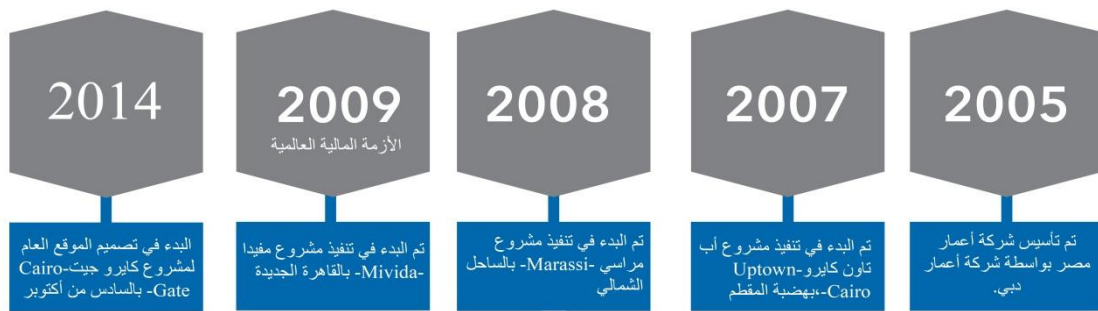 2005
تم تأسيس شركة أعمار
مصر بواسطة شركة أعمار
دبي.
2007
تم البدء في تنفيذ مشروع أب
تاون كايرو-Uptown
Cairo-،بهضبة المقطم
2008
تم البدء في تنفيذ مشروع
مراسي -Marassi- بالساحل
الشمالي
2009
الأزمة المالية العالمية
تم البدء في تنفيذ مشروع مفيدا
-Mivida- بالقاهرة الجديدة
2014
البدء في تصميم الموقع العام
لمشروع كايرو جيت-Cairo
Gate- بالسادس من أكتوبر